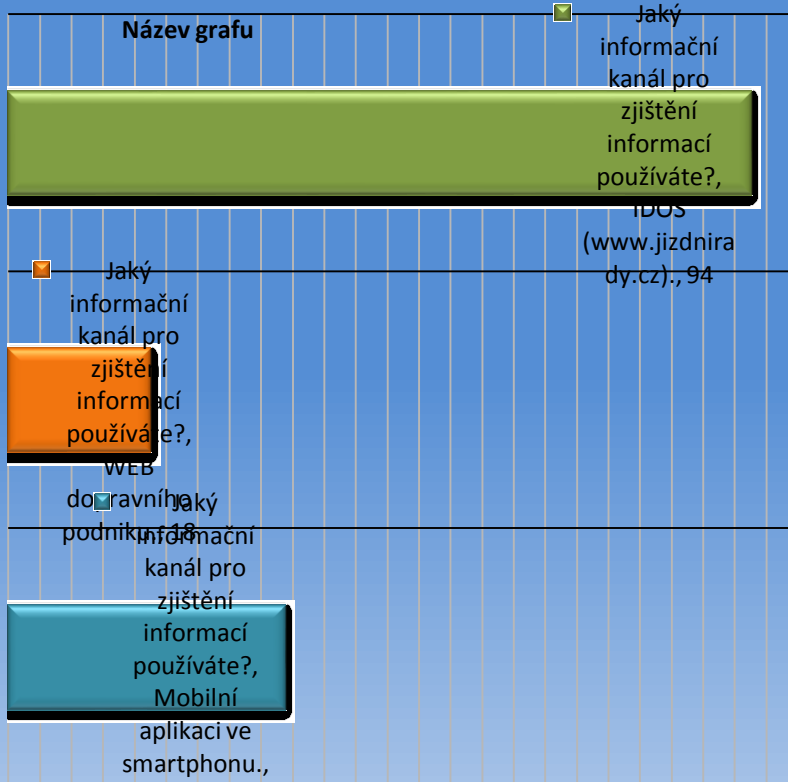 Název grafu
Jaký
informační
kanál pro
zjištění
informací
používáte?,
IDOS
(www.jizdnira
dy.cz)., 94
Jaký
informační
kanál pro
zjištění
informací
používáte?,
WEB
dopravního
podniku., 18
Jaký
informační
kanál pro
zjištění
informací
používáte?,
Mobilní
aplikaci ve
smartphonu.,